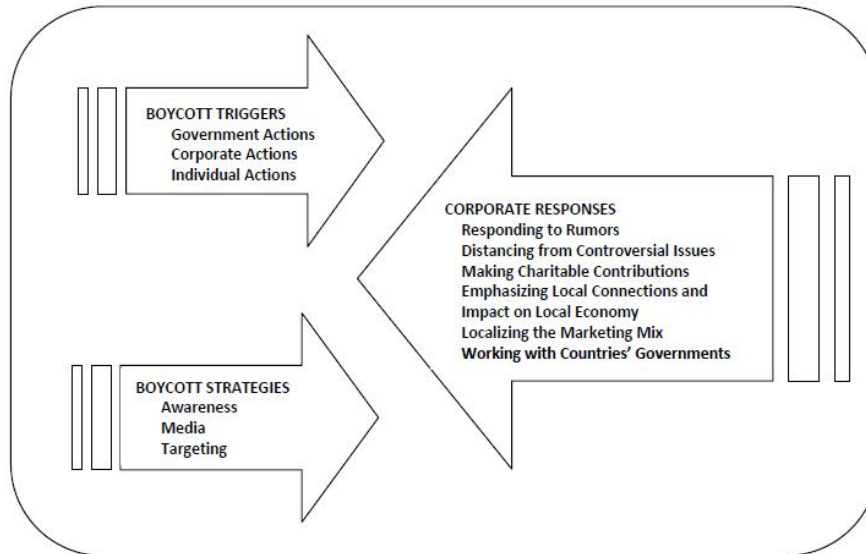 BOYCOTT TRIGGERS
Government Actions
Corporate Actions
Individual Actions
CORPORATE RESPONSES
Responding to Rumors
Distancing from Controversial Issues
Making Charitable Contributions
Emphasizing Local Connections and
Impact on Local Economy
Localizing the Marketing Mix
Working with Countries’ Governments
BOYCOTT STRATEGIES
Awareness
Media
Targeting